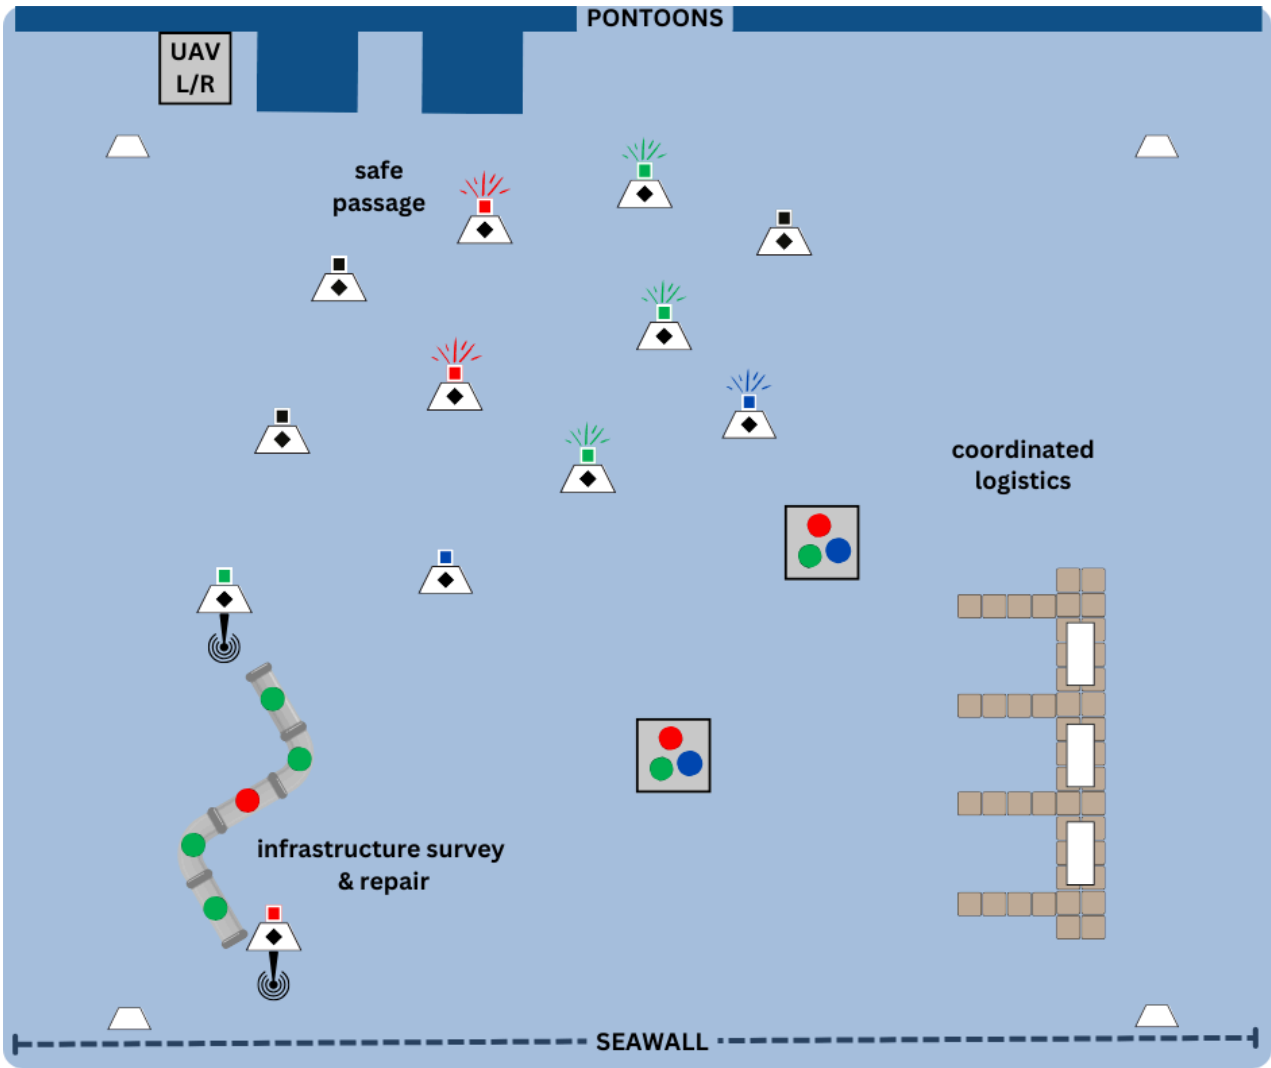 PONTOONS
UAV
L/R
safe
passage
coordinated
logistics
infrastructure survey
& repair
SEAWALL